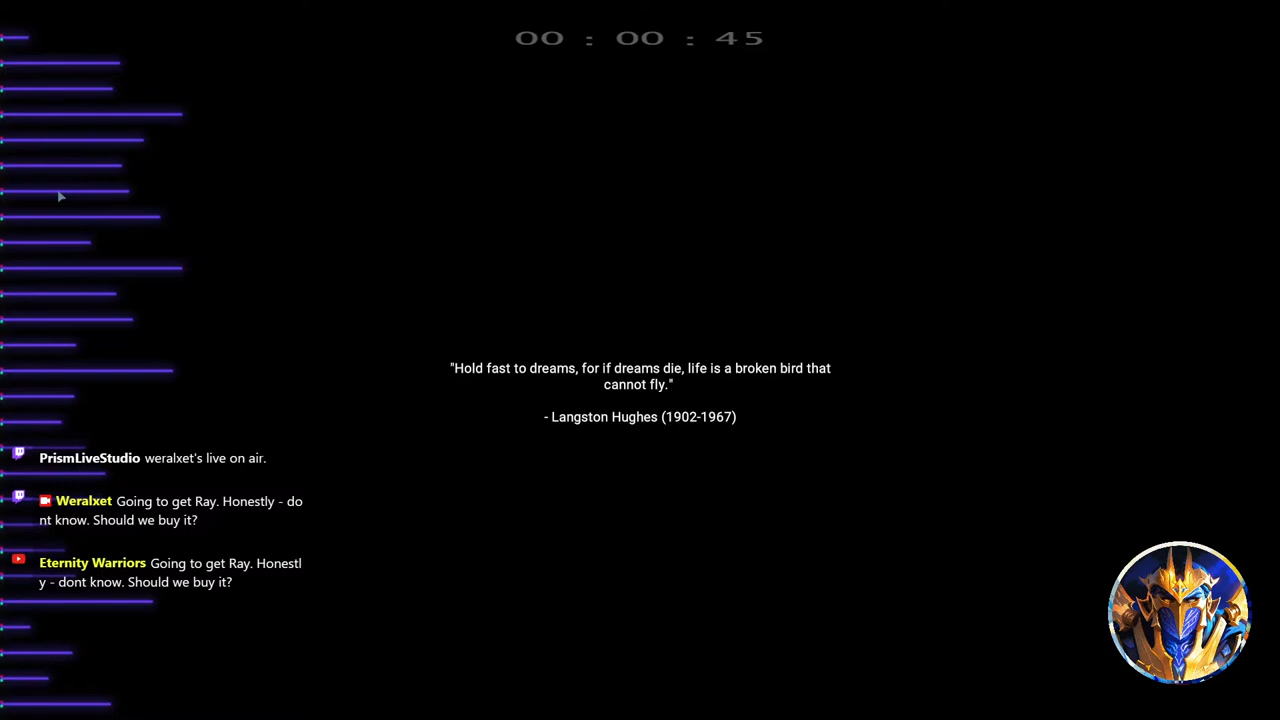 00 : 00 : 45
"Hold fast to dreams, for if dreams die, life is a broken bird that
cannot fly."
- Langston Hughes (1902-1967)
PrismLiveStudio weralxet's live on air.
Weralxet Going to get Ray. Honestly - do
nt know. Should we buy it?
Eternity Warriors Going to get Ray. Honestl
y - dont know. Should we buy it?